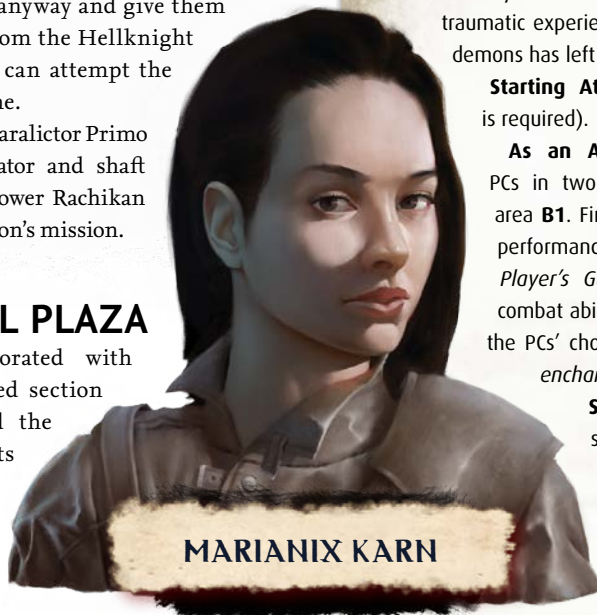 anyway and give them
om the Hellknight
can attempt the
ne.
aralictor Primo
ator and shaft
ower Rachikan
on's mission.
L PLAZA
orated with
ed section
d the
ts
MARIANIX KARN
traumatic experie
demons has left
Starting At
is required).
As an A
PCs in two
area B1. Fir
performanc
Player's G
combat abi
the PCs' cho
enchar
S
s